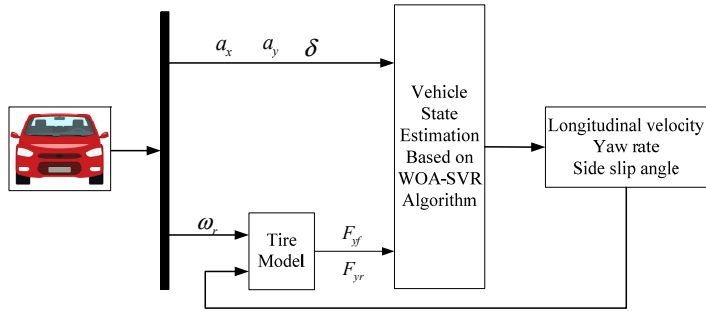 a_x a_y δ
Vehicle
State
Estimation
Based on
WOA-SVR
Algorithm
Longitudinal velocity
Yaw rate
Side slip angle
ω_r
Tire
Model
F_yf
F_yr